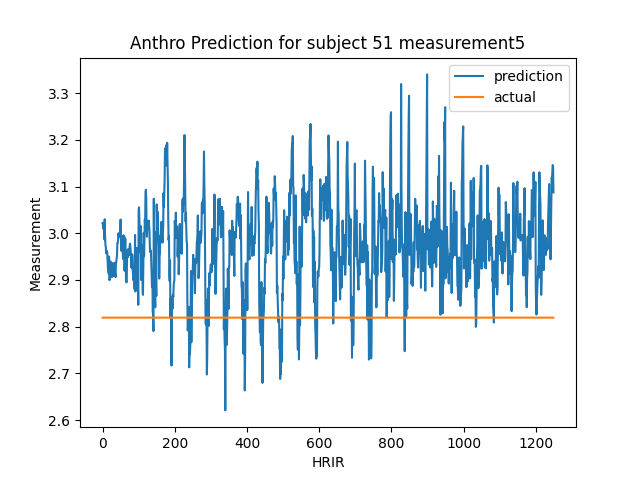 Anthro Prediction for subject 51 measurement5
prediction
actual
Measurement
3.3
3.2
3.1
3.0
2.9
2.8
2.7
2.6
0 200 400 600 800 1000 1200
HRIR